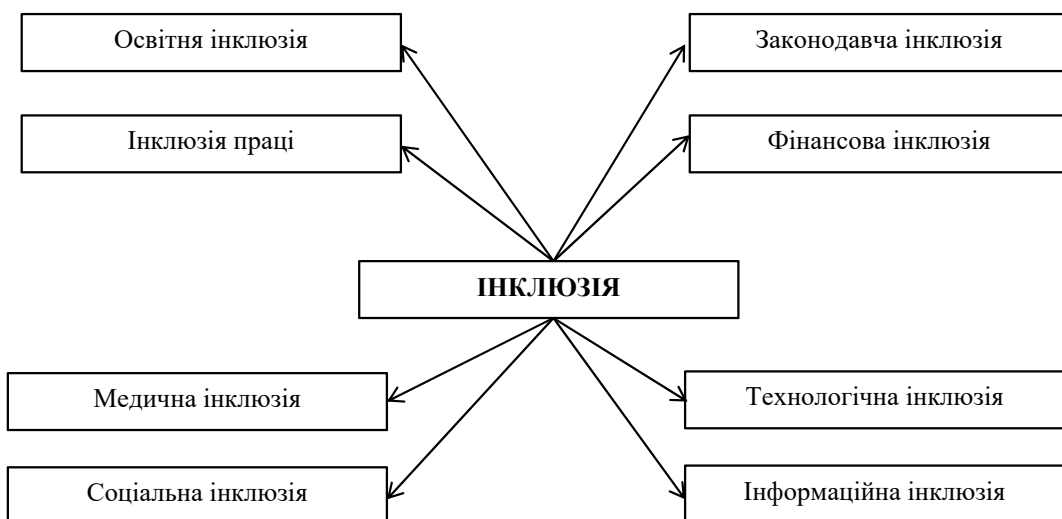 Освітня інклюзія
Законодавча інклюзія
Інклюзія праці
Фінансова інклюзія
ІНКЛЮЗІЯ
Медична інклюзія
Технологічна інклюзія
Соціальна інклюзія
Інформаційна інклюзія